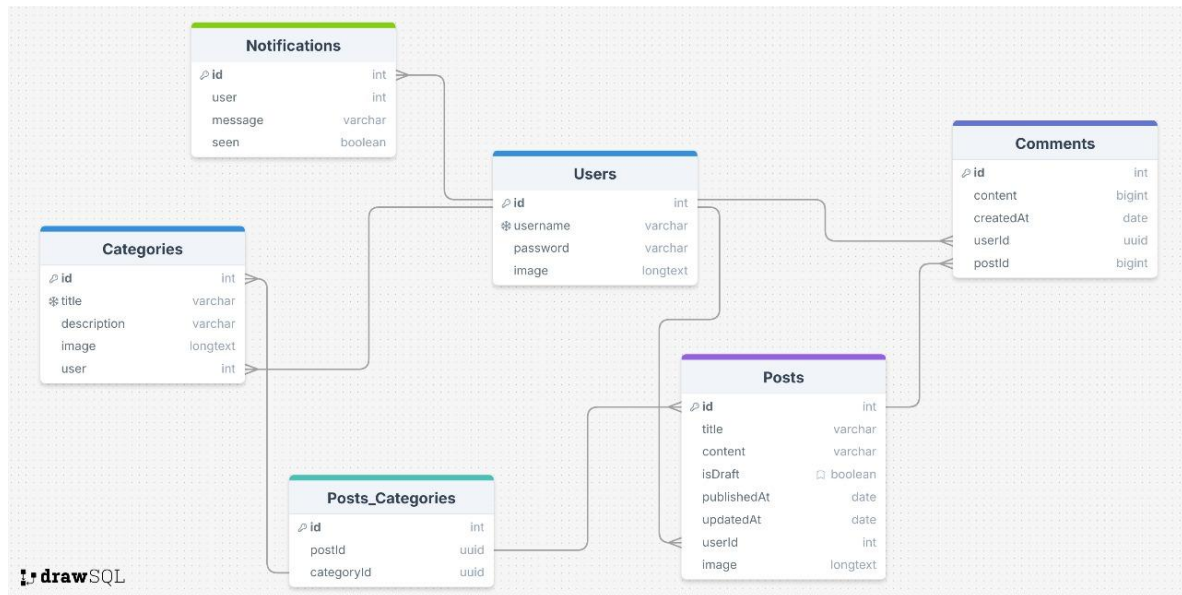 Notifications
id int
user int
message varchar
seen boolean
Users
id int
username varchar
password varchar
image longtext
Comments
id int
content bigint
createdAt date
userId uuid
postId bigint
Categories
id int
title varchar
description varchar
image longtext
user int
Posts
id int
title varchar
content varchar
isDraft boolean
publishedAt date
updatedAt date
userId int
image longtext
Posts_Categories
id int
postId uuid
categoryId uuid
drawSQL